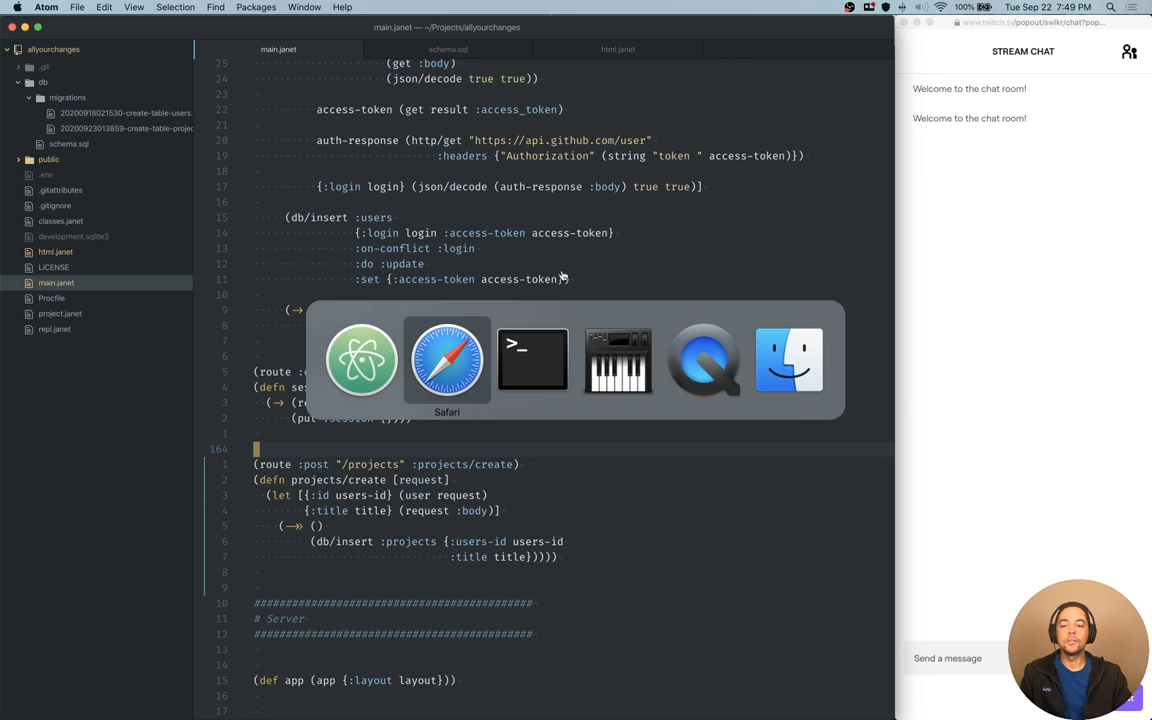 Atom File Edit View Selection Find Packages Window Help
100% Tue Sep 22 7:49 PM
main.janet — ~/Projects/allyourchanges
www.twitch.tv/popout/swlkr/chat?pop...
allyourchanges
.git
db
migrations
20200918021530-create-table-users.
20200923013859-create-table-projec
schema.sql
public
.env
.gitattributes
.gitignore
classes.janet
development.sqlite3
html.janet
LICENSE
main.janet
Procfile
project.janet
repl.janet
main.janet schema.sql html.janet
25 (get :body)
24 (json/decode true true))
23
22 access-token (get result :access_token)
21
20 auth-response (http/get "https://api.github.com/user"
19 :headers {"Authorization" (string "token " access-token)})
18
17 {:login login} (json/decode (auth-response :body) true true)]
16
15 (db/insert :users
14 {:login login :access-token access-token}
13 :on-conflict :login
12 :do :update
11 :set {:access-token access-token})
10
9 (->
8
7
6
5 (route :
4 (defn se
3 (-> (r
2 (put :session {})))
1
164
1 (route :post "/projects" :projects/create)
2 (defn projects/create [request]
3 (let [{:id users-id} (user request)
4 {:title title} (request :body)]
5 (->> ()
6 (db/insert :projects {:users-id users-id
7 :title title}))))
8
9
10 ############################################
11 # Server
12 ############################################
13
14
15 (def app (app {:layout layout}))
16
17
Safari
STREAM CHAT
Welcome to the chat room!
Welcome to the chat room!
Send a message